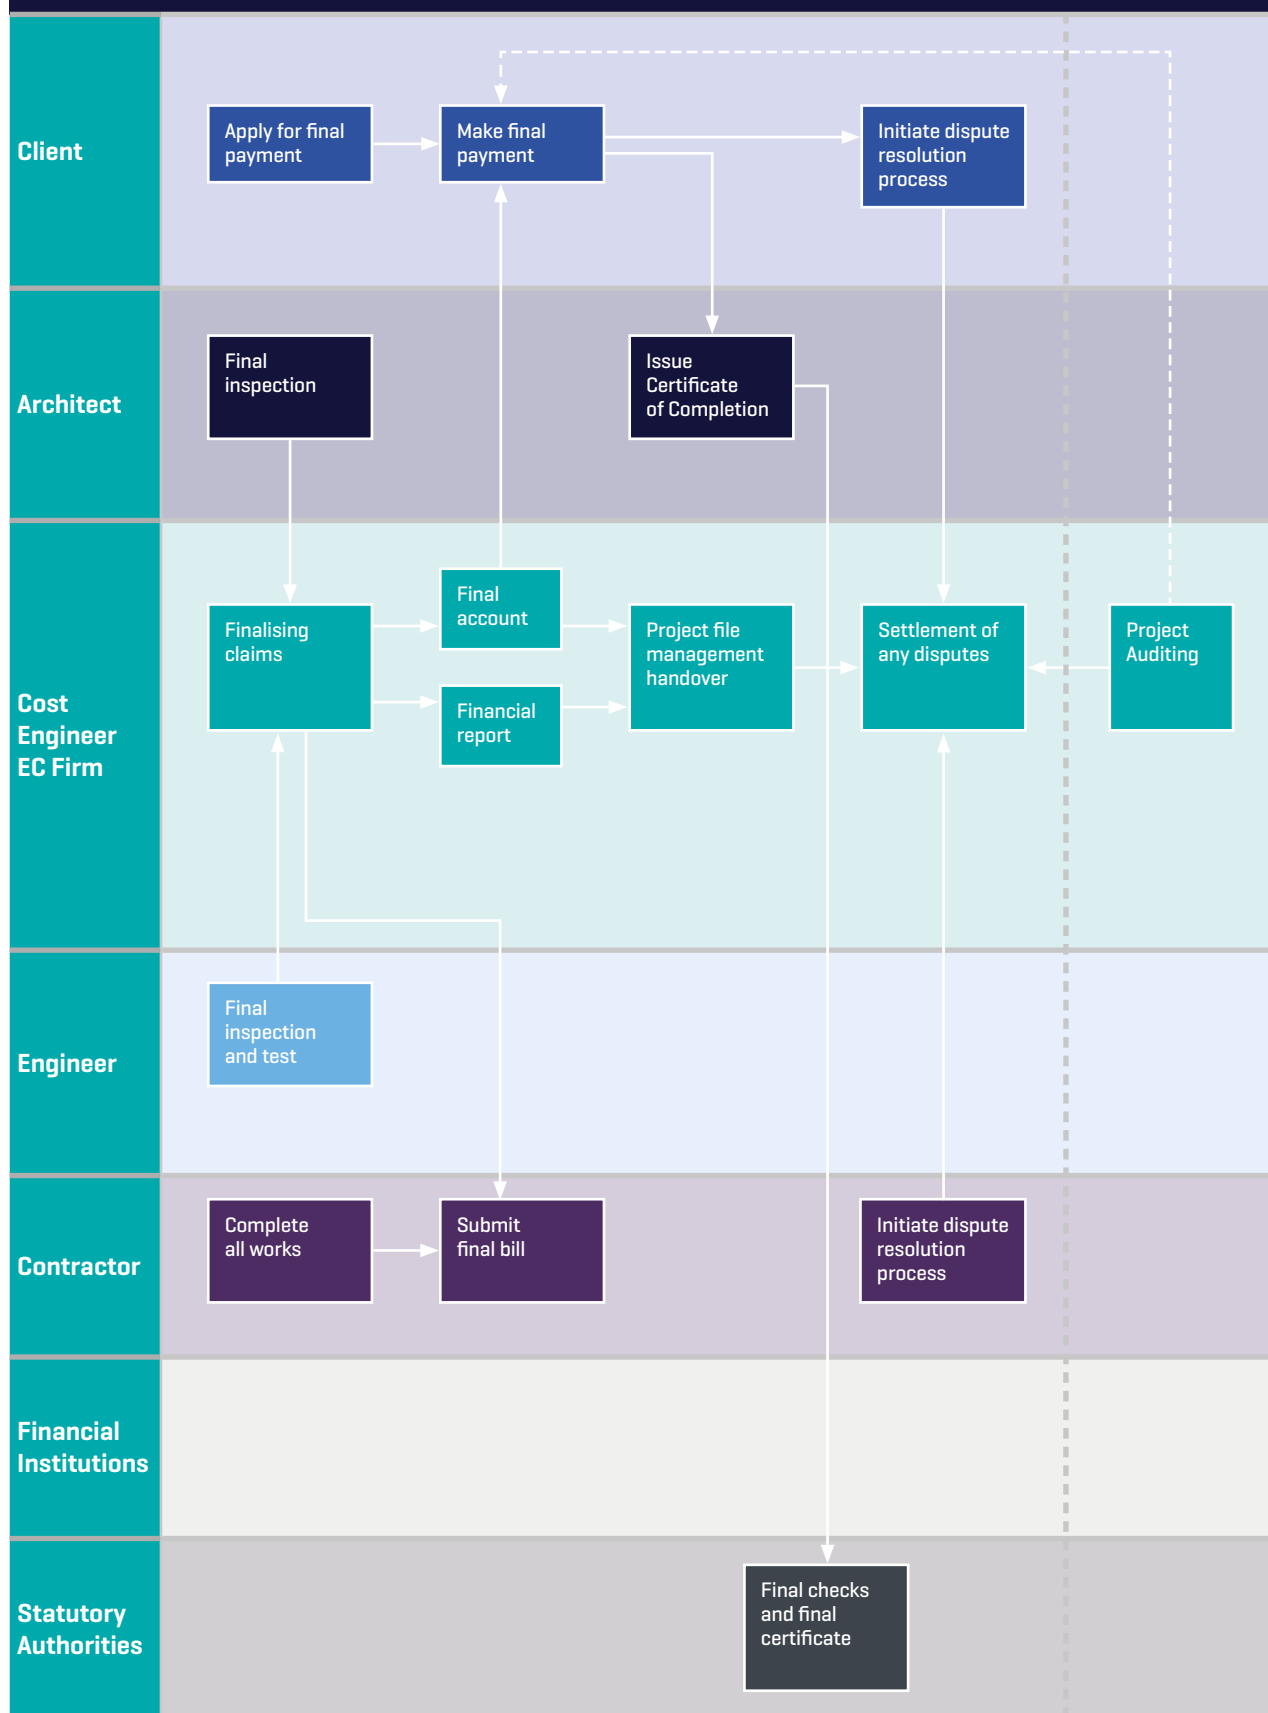 Client
Apply for final
payment
Make final
payment
Initiate dispute
resolution
process
Architect
Final
inspection
Issue
Certificate
of Completion
Cost
Engineer
EC Firm
Finalising
claims
Final
account
Financial
report
Project file
management
handover
Settlement of
any disputes
Project
Auditing
Engineer
Final
inspection
and test
Contractor
Complete
all works
Submit
final bill
Initiate dispute
resolution
process
Financial
Institutions
Statutory
Authorities
Final checks
and final
certificate